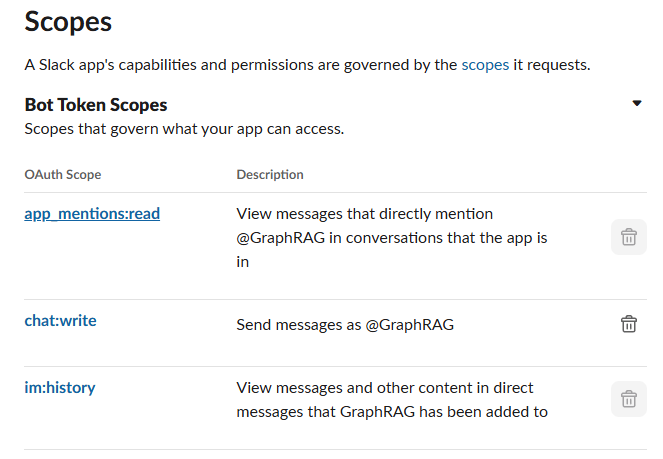 Scopes
A Slack app's capabilities and permissions are governed by the scopes it requests.
Bot Token Scopes
Scopes that govern what your app can access.
OAuth Scope
Description
app_mentions:read
View messages that directly mention
@GraphRAG in conversations that the app is
in
chat:write
Send messages as @GraphRAG
im:history
View messages and other content in direct
messages that GraphRAG has been added to